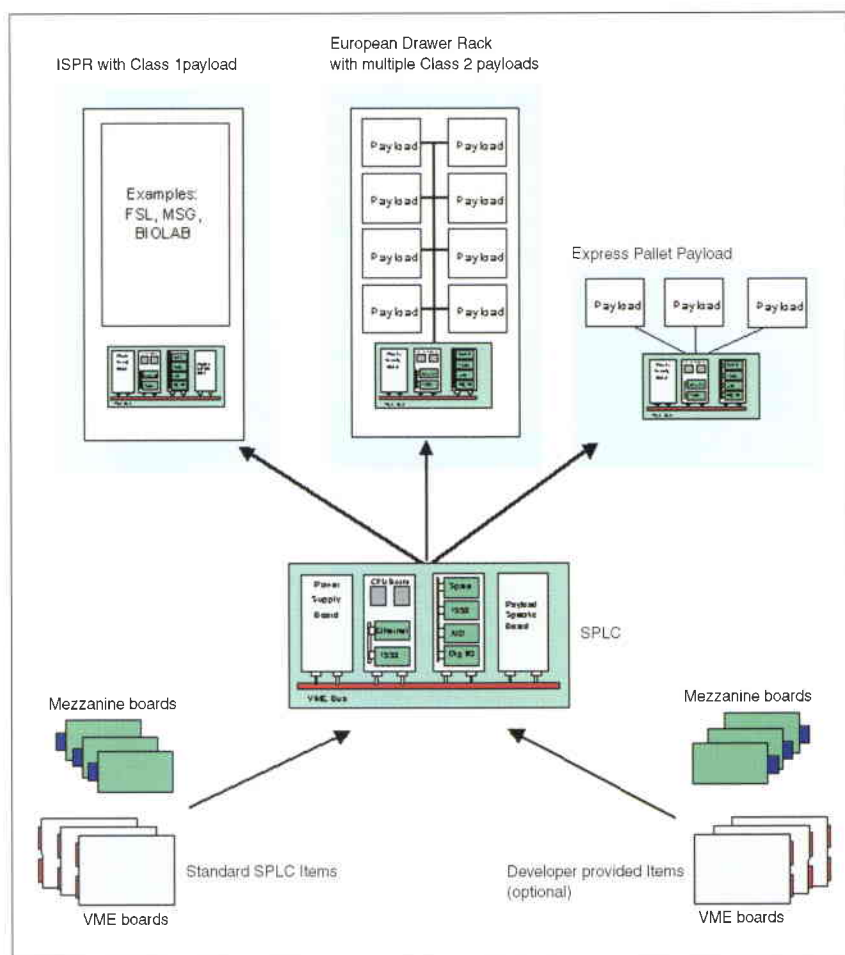 European Drawer Rack
with multiple Class 2 payloads
ISPR with Class 1payload
Examples:
FSL, MSG,
BIOLAB
Payload Payload
Payload Payload
Payload Payload
Payload Payload
Express Pallet Payload
Payload Payload Payload
Power
Supply
Board
CPU Board
Ethernet
1553
Spare
1553
A/D
Dig I/O
Payload
Specific
Board
VME Bus
SPLC
Mezzanine boards
Mezzanine boards
Standard SPLC Items
Developer provided Items
(optional)
VME boards
VME boards